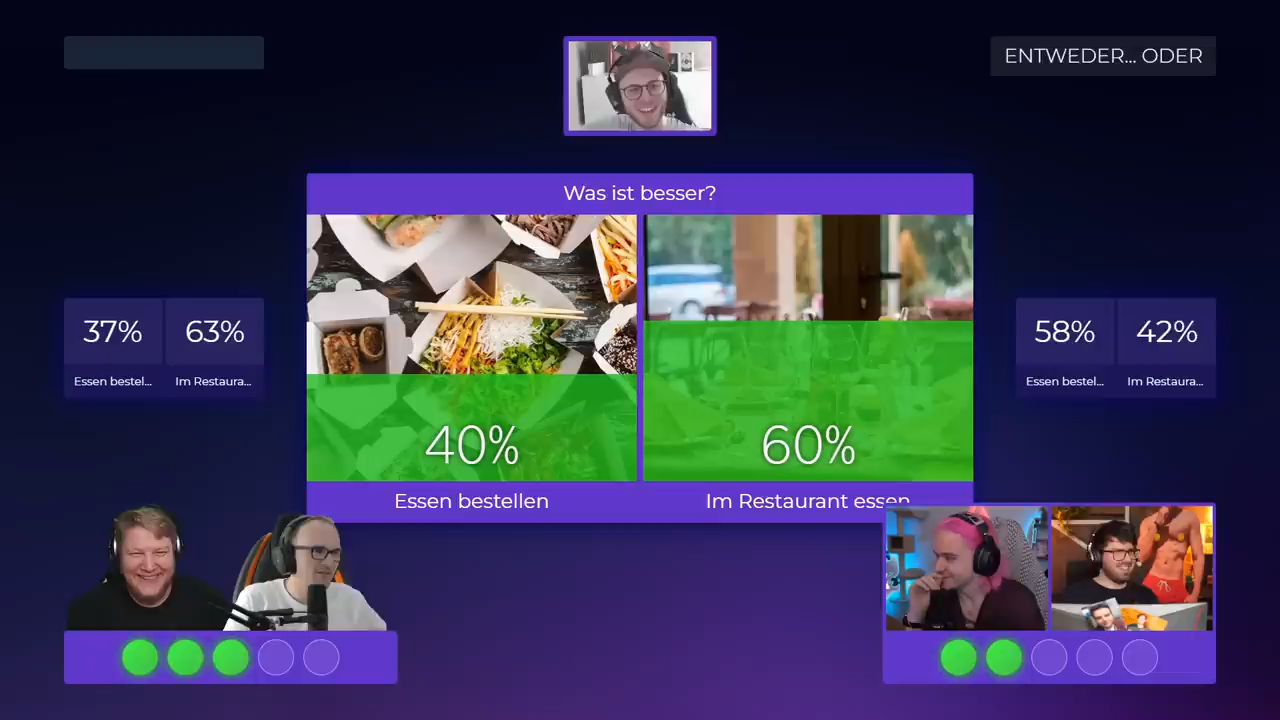 ENTWEDER... ODER
Was ist besser?
37%
63%
Essen bestel...
Im Restaura...
40%
60%
Essen bestellen
Im Restaurant essen
58%
42%
Essen bestel...
Im Restaura...